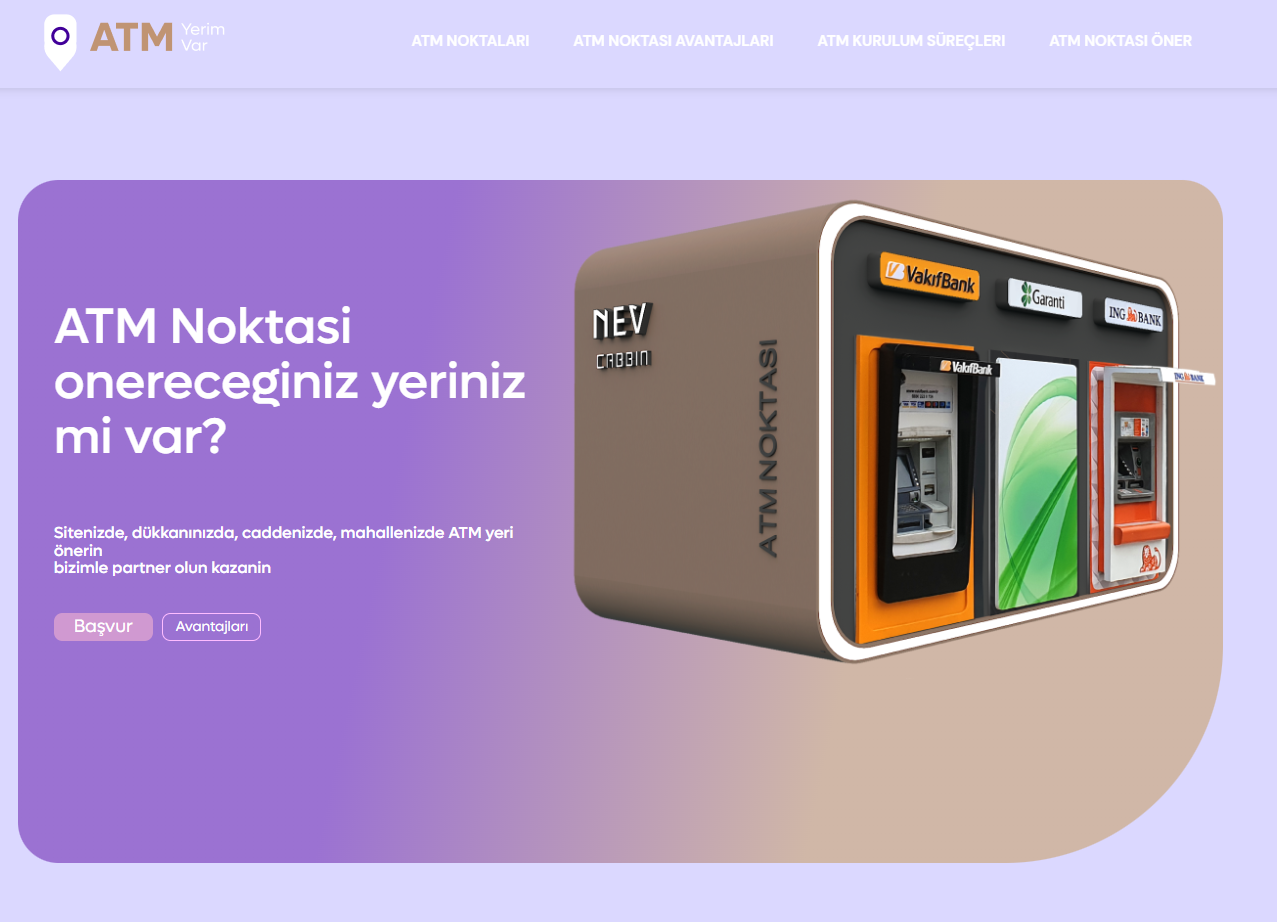 ATM Yerim
Var
ATM NOKTALARI ATM NOKTASI AVANTAJLARI ATM KURULUM SÜREÇLERİ ATM NOKTASI ÖNER
ATM Noktasi
onereceginiz yeriniz
mi var?
Sitenizde, dükkanınızda, caddenizde, mahallenizde ATM yeri
önerin
bizimle partner olun kazanin
Başvur Avantajları
NEV
CABBIN
ATM NOKTASI
VakıfBank
Garanti
ING BANK
VakıfBank
ING BANK